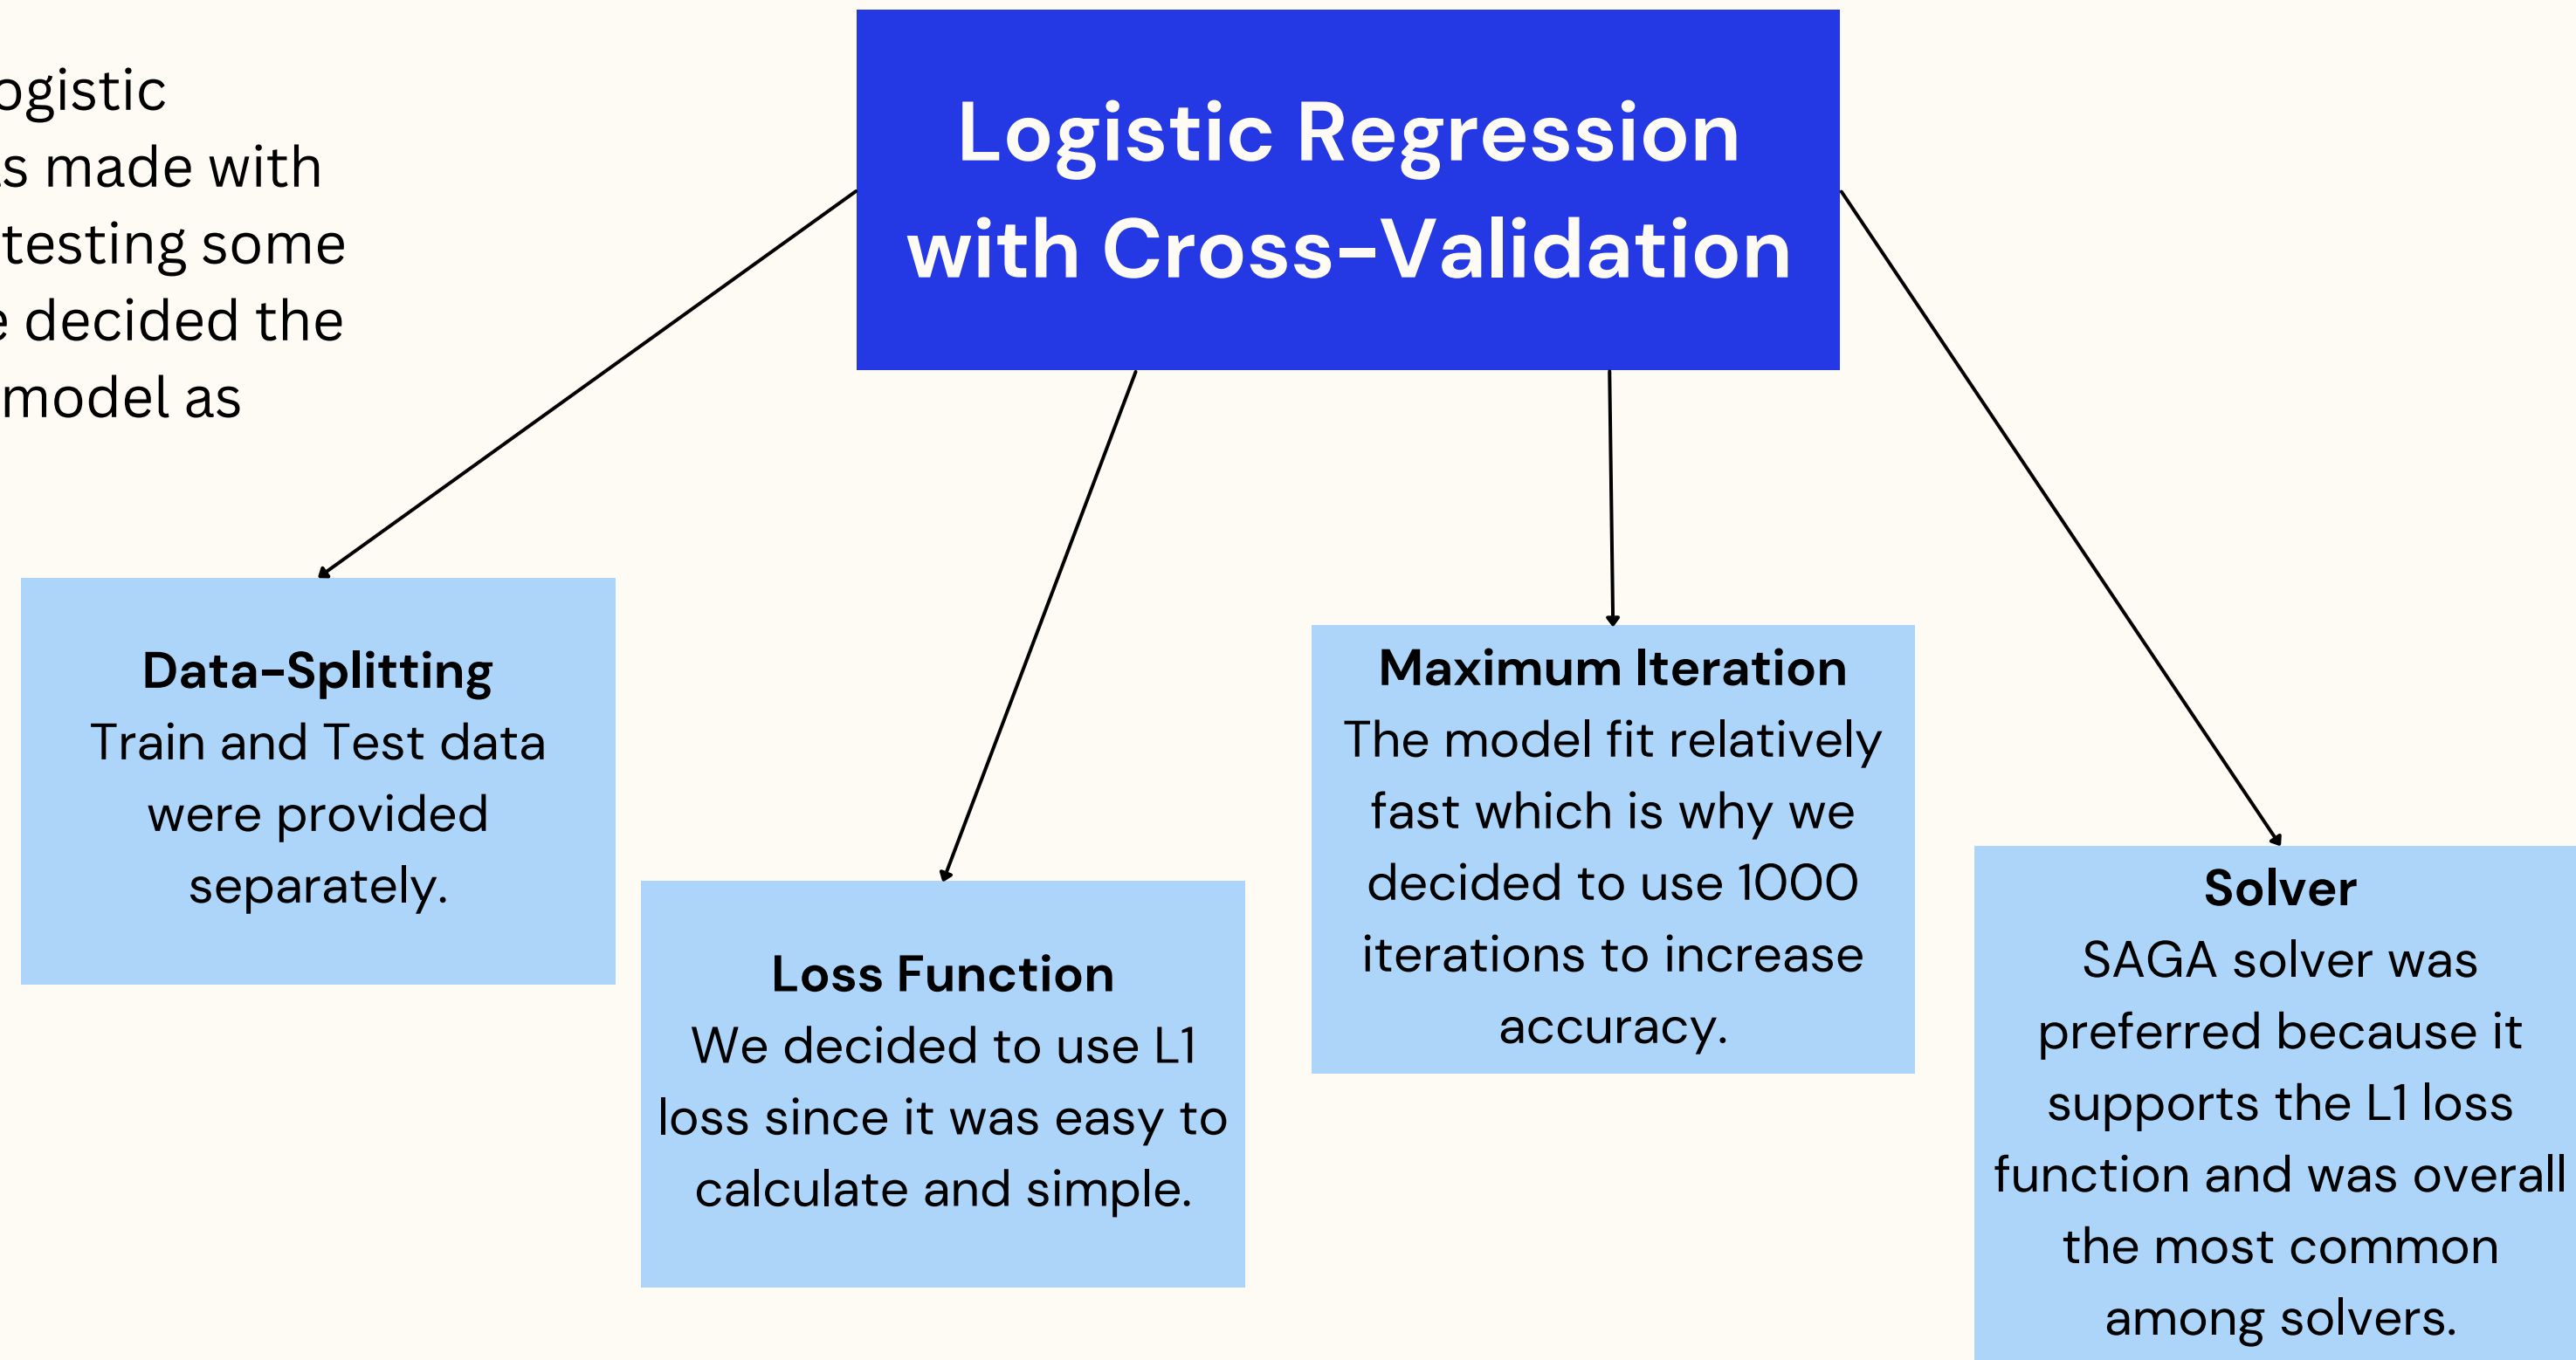 ogistic
s made with
testing some
e decided the
model as
Logistic Regression
with Cross-Validation
Data-Splitting
Train and Test data
were provided
separately.
Loss Function
We decided to use L1
loss since it was easy to
calculate and simple.
Maximum Iteration
The model fit relatively
fast which is why we
decided to use 1000
iterations to increase
accuracy.
Solver
SAGA solver was
preferred because it
supports the L1 loss
function and was overall
the most common
among solvers.